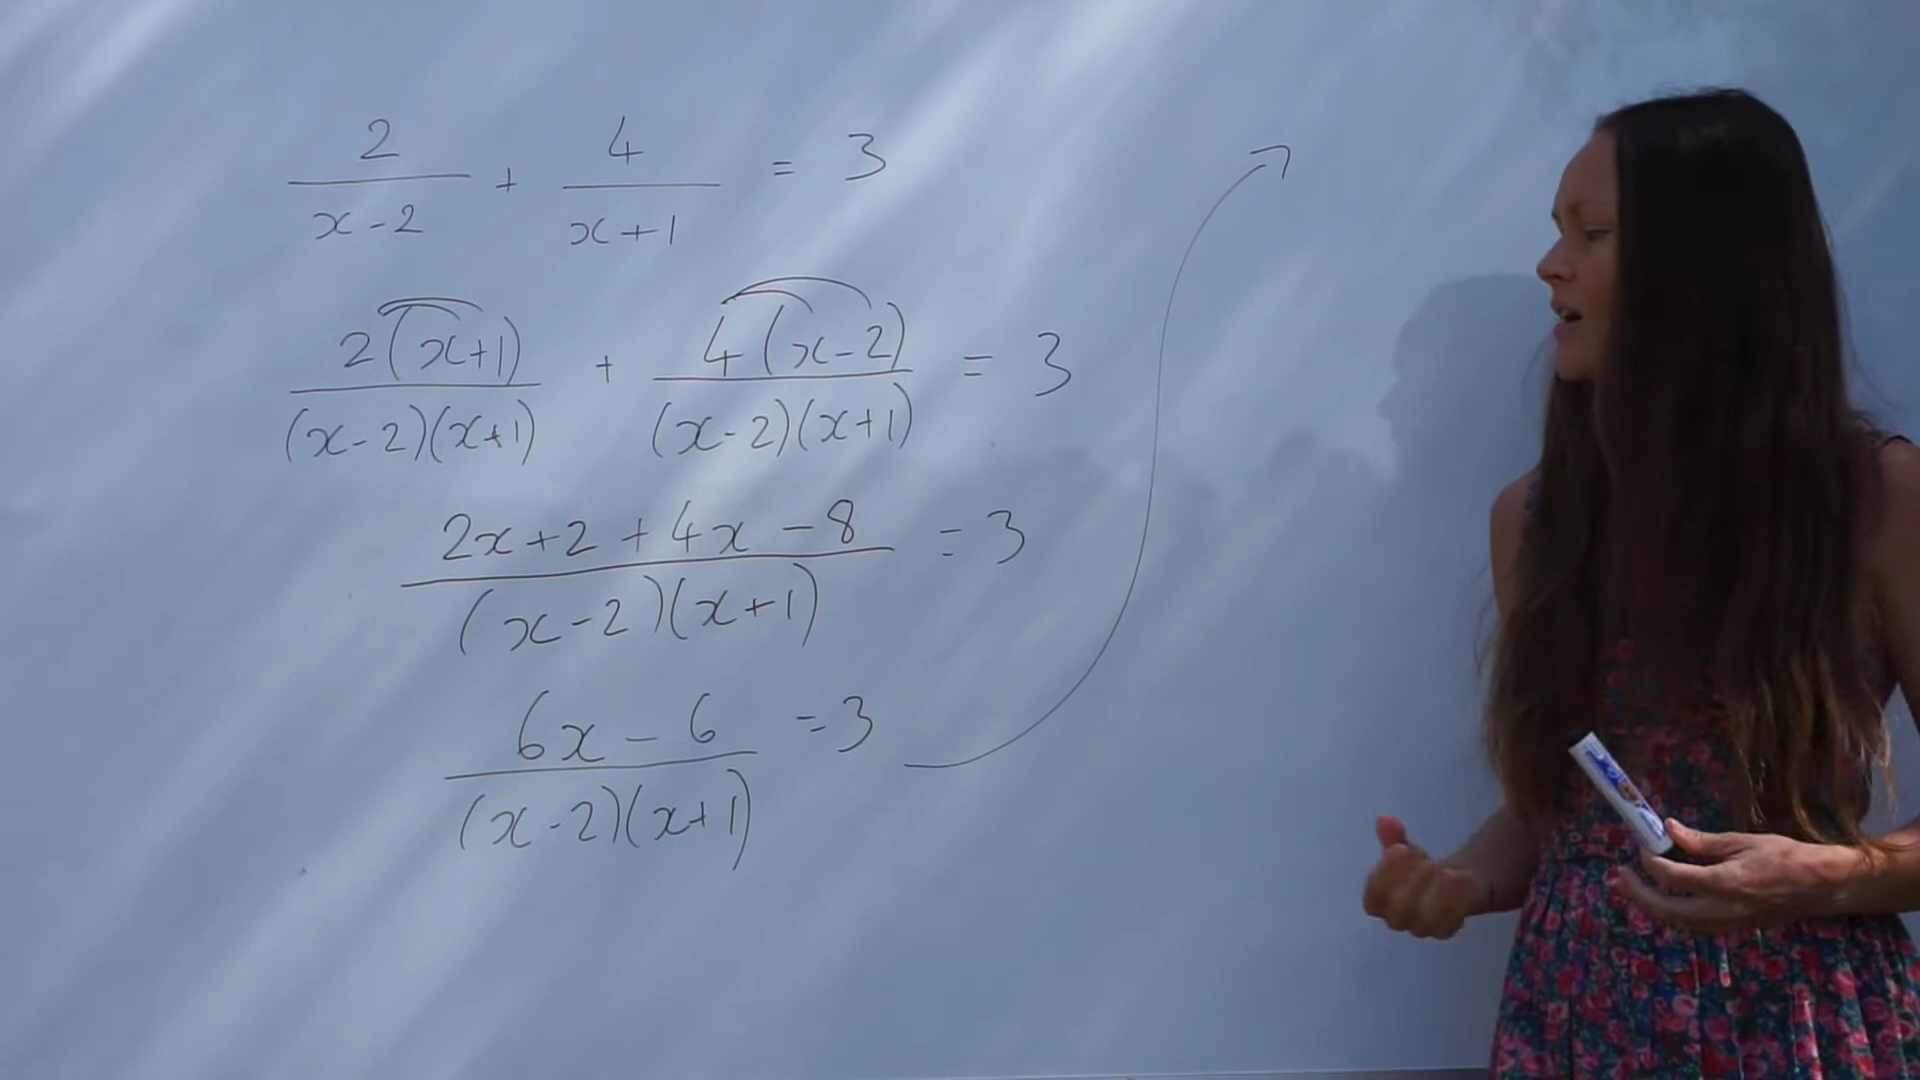 2/(x-2) + 4/(x+1) = 3
2(x+1)/((x-2)(x+1)) + 4(x-2)/((x-2)(x+1)) = 3
(2x+2+4x-8)/((x-2)(x+1)) = 3
(6x-6)/((x-2)(x+1)) = 3